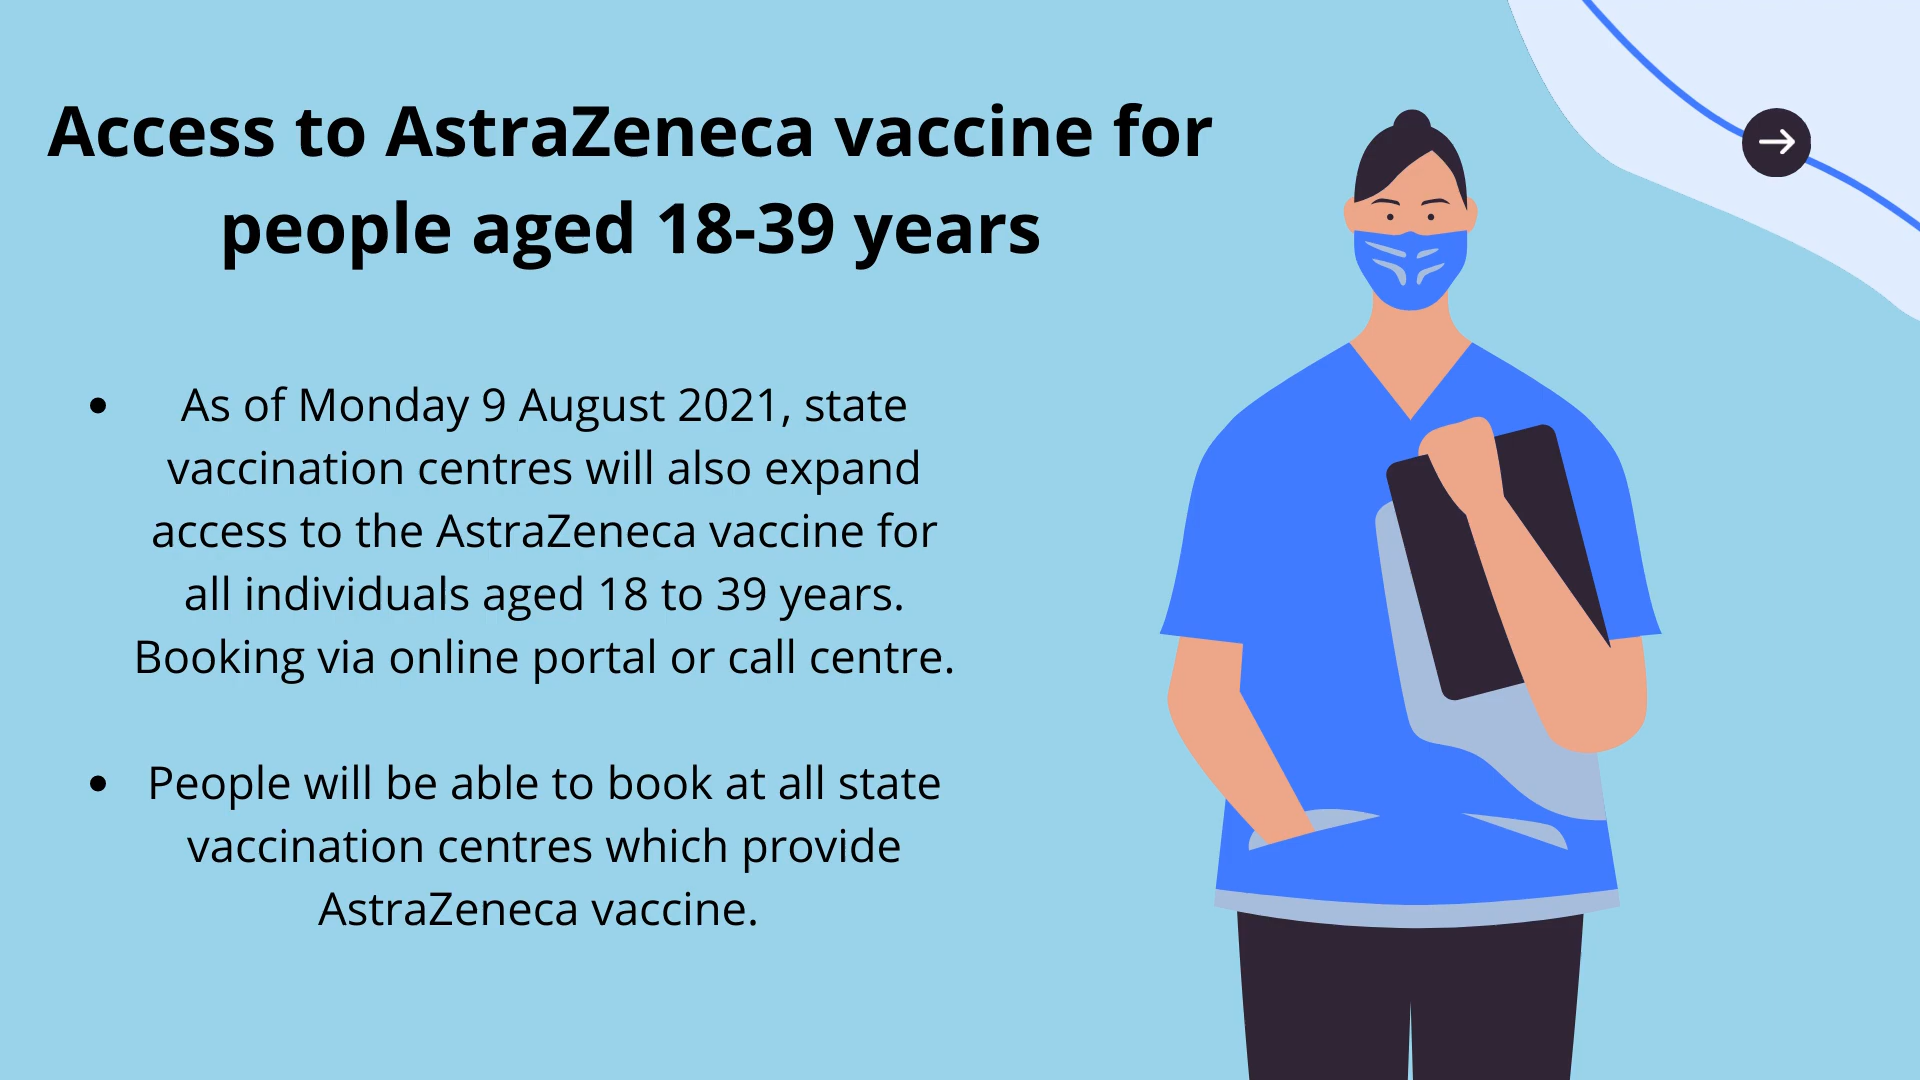 Access to AstraZeneca vaccine for
people aged 18-39 years
• As of Monday 9 August 2021, state
vaccination centres will also expand
access to the AstraZeneca vaccine for
all individuals aged 18 to 39 years.
Booking via online portal or call centre.
• People will be able to book at all state
vaccination centres which provide
AstraZeneca vaccine.